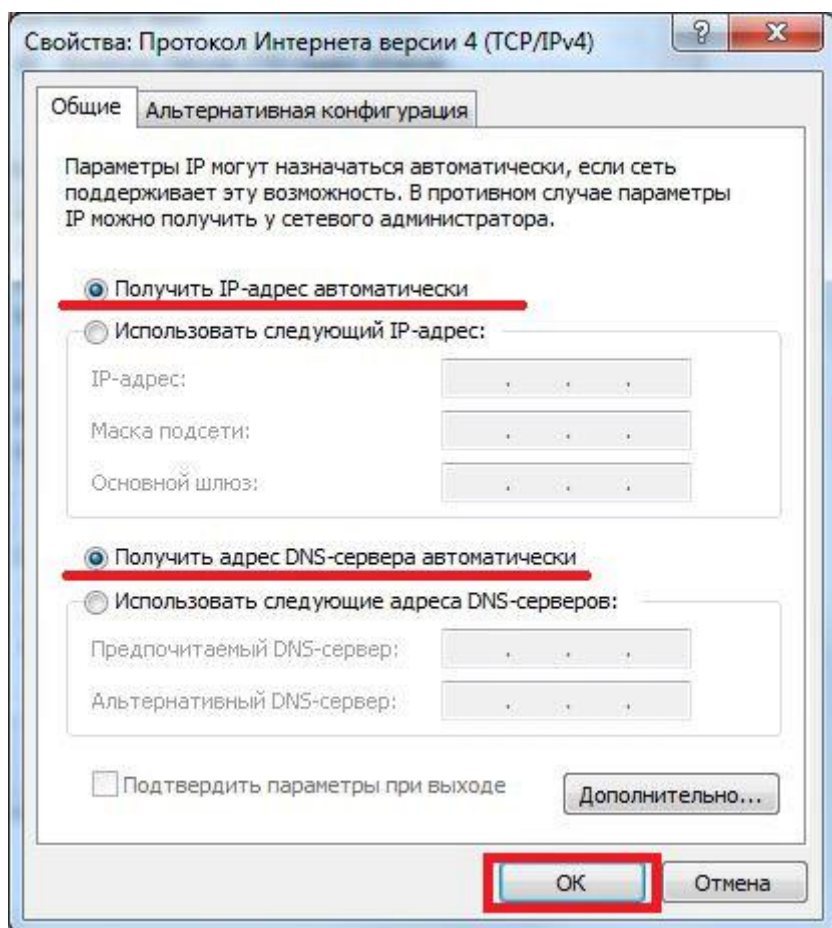 Свойства: Протокол Интернета версии 4 (TCP/IPv4)
Общие
Альтернативная конфигурация
Параметры IP могут назначаться автоматически, если сеть
поддерживает эту возможность. В противном случае параметры
IP можно получить у сетевого администратора.
Получить IP-адрес автоматически
Использовать следующий IP-адрес:
IP-адрес:
Маска подсети:
Основной шлюз:
Получить адрес DNS-сервера автоматически
Использовать следующие адреса DNS-серверов:
Предпочитаемый DNS-сервер:
Альтернативный DNS-сервер:
Подтвердить параметры при выходе
Дополнительно...
ОК
Отмена